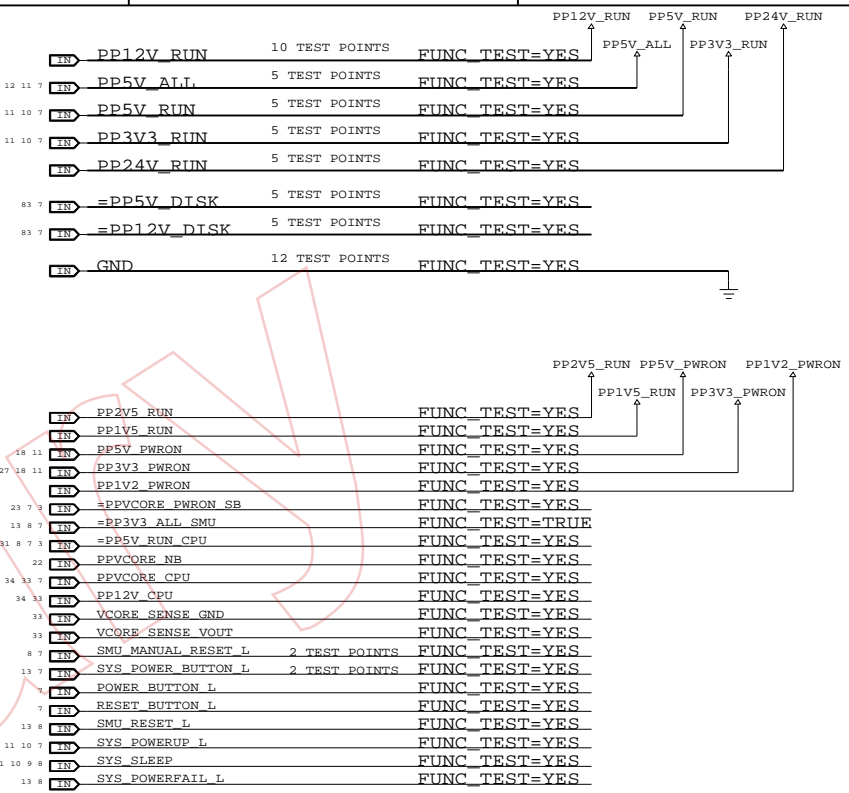 PP12V_RUN PP5V_RUN PP24V_RUN
PP5V_ALL PP3V3_RUN
IN PP12V_RUN 10 TEST POINTS FUNC_TEST=YES
12 11 7 IN PP5V_ALL 5 TEST POINTS FUNC_TEST=YES
11 10 7 IN PP5V_RUN 5 TEST POINTS FUNC_TEST=YES
11 10 7 IN PP3V3_RUN 5 TEST POINTS FUNC_TEST=YES
IN PP24V_RUN 5 TEST POINTS FUNC_TEST=YES
83 7 IN =PP5V_DISK 5 TEST POINTS FUNC_TEST=YES
83 7 IN =PP12V_DISK 5 TEST POINTS FUNC_TEST=YES
IN GND 12 TEST POINTS FUNC_TEST=YES
PP2V5_RUN PP5V_PWRON PP1V2_PWRON
PP1V5_RUN PP3V3_PWRON
IN PP2V5_RUN FUNC_TEST=YES
IN PP1V5_RUN FUNC_TEST=YES
18 11 IN PP5V_PWRON FUNC_TEST=YES
27 18 11 IN PP3V3_PWRON FUNC_TEST=YES
IN PP1V2_PWRON FUNC_TEST=YES
23 7 3 IN =PPVCORE_PWRON_SB FUNC_TEST=YES
13 8 7 IN =PP3V3_ALL_SMU FUNC_TEST=TRUE
31 8 7 3 IN =PP5V_RUN_CPU FUNC_TEST=YES
22 IN PPVCORE_NB FUNC_TEST=YES
34 33 7 IN PPVCORE_CPU FUNC_TEST=YES
34 33 IN PP12V_CPU FUNC_TEST=YES
33 IN VCORE_SENSE_GND FUNC_TEST=YES
33 IN VCORE_SENSE_VOUT FUNC_TEST=YES
8 7 IN SMU_MANUAL_RESET_L 2 TEST POINTS FUNC_TEST=YES
13 7 IN SYS_POWER_BUTTON_L 2 TEST POINTS FUNC_TEST=YES
7 IN POWER_BUTTON_L FUNC_TEST=YES
7 IN RESET_BUTTON_L FUNC_TEST=YES
13 8 IN SMU_RESET_L FUNC_TEST=YES
11 10 7 IN SYS_POWERUP_L FUNC_TEST=YES
10 9 8 IN SYS_SLEEP FUNC_TEST=YES
13 8 IN SYS_POWERFAIL_L FUNC_TEST=YES